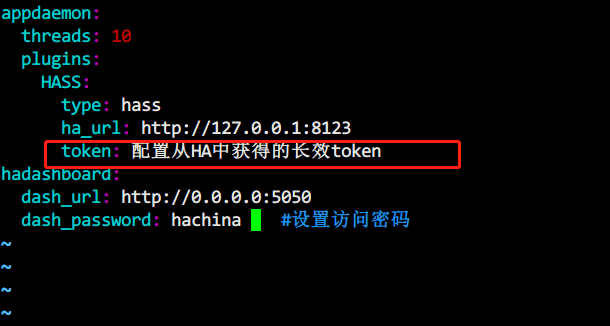 appdaemon:
  threads: 10
  plugins:
    HASS:
      type: hass
      ha_url: http://127.0.0.1:8123
      token: 配置从HA中获得的长效token
hadashboard:
  dash_url: http://0.0.0.0:5050
  dash_password: hachina   #设置访问密码
~
~
~
~